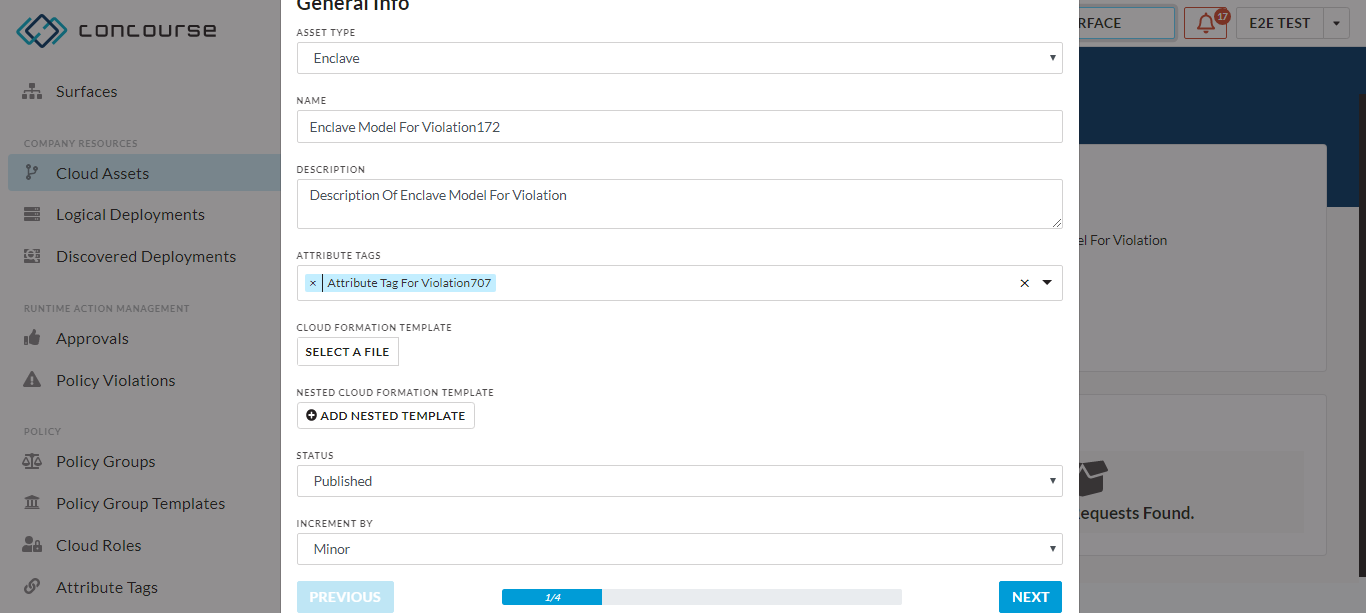 concourse
Surfaces
COMPANY RESOURCES
Cloud Assets
Logical Deployments
Discovered Deployments
RUNTIME ACTION MANAGEMENT
Approvals
Policy Violations
POLICY
Policy Groups
Policy Group Templates
Cloud Roles
Attribute Tags
General Info
ASSET TYPE
Enclave
NAME
Enclave Model For Violation172
DESCRIPTION
Description Of Enclave Model For Violation
ATTRIBUTE TAGS
× Attribute Tag For Violation707
CLOUD FORMATION TEMPLATE
SELECT A FILE
NESTED CLOUD FORMATION TEMPLATE
ADD NESTED TEMPLATE
STATUS
Published
INCREMENT BY
Minor
PREVIOUS
1/4
NEXT
17
E2E TEST
For Violation
Found.